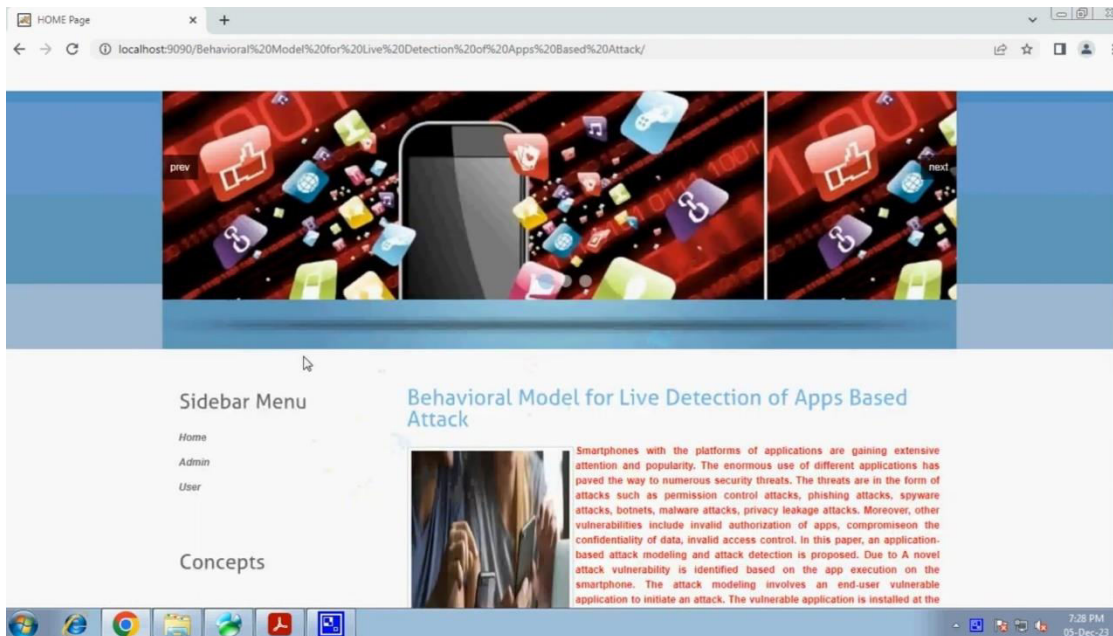 HOME Page
localhost:9090/Behavioral%20Model%20for%20Live%20Detection%20of%20Apps%20Based%20Attack/
prev
next
Sidebar Menu
Home
Admin
User
Concepts
Behavioral Model for Live Detection of Apps Based
Attack
Smartphones with the platforms of applications are gaining extensive
attention and popularity. The enormous use of different applications has
paved the way to numerous security threats. The threats are in the form of
attacks such as permission control attacks, phishing attacks, spyware
attacks, botnets, malware attacks, privacy leakage attacks. Moreover, other
vulnerabilities include invalid authorization of apps, compromiseon the
confidentiality of data, invalid access control. In this paper, an application-
based attack modeling and attack detection is proposed. Due to A novel
attack vulnerability is identified based on the app execution on the
smartphone. The attack modeling involves an end-user vulnerable
application to initiate an attack. The vulnerable application is installed at the
7:28 PM
05-Dec-23